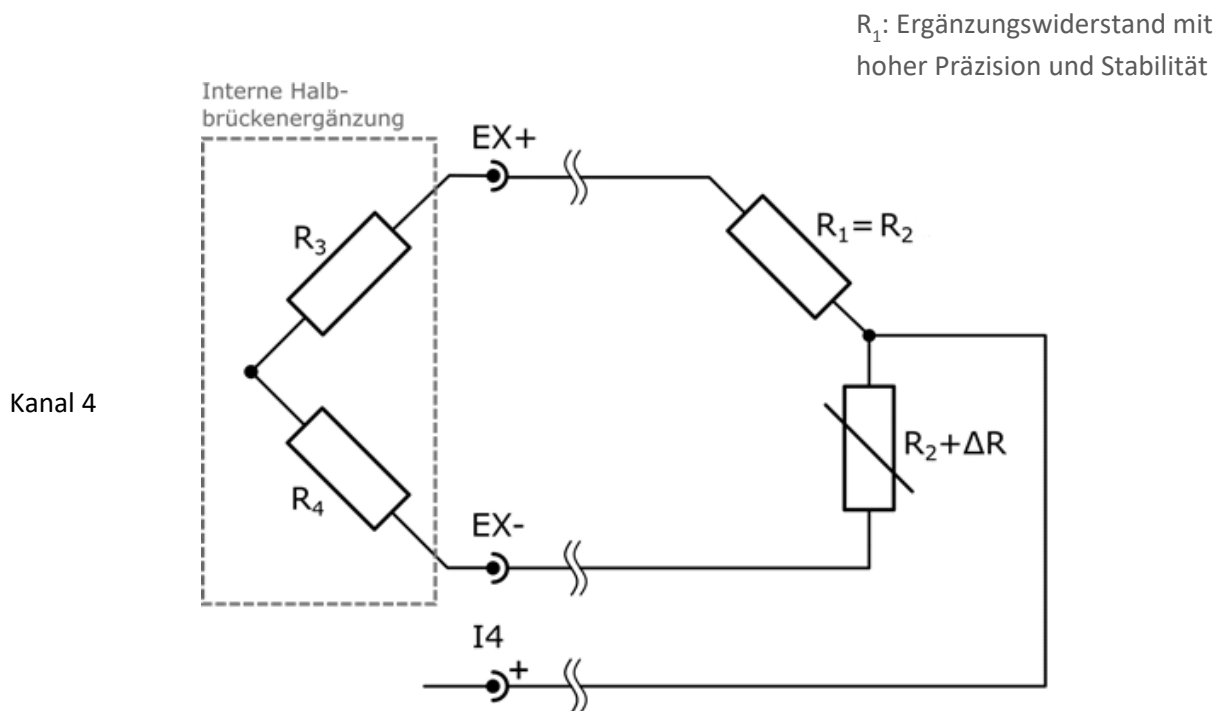 R₁: Ergänzungswiderstand mit
hoher Präzision und Stabilität
Interne Halb-
brückenergänzung
EX+
R₃
R₁= R₂
Kanal 4
R₂+ΔR
R₄
EX-
I4
+